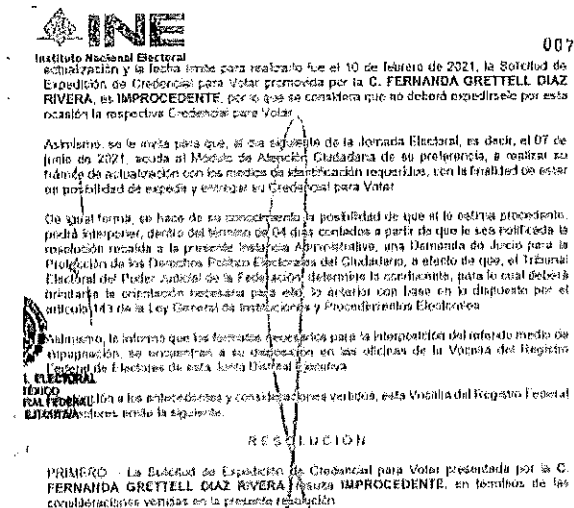 INE
007
Instituto Nacional Electoral
actualización y la fecha límite para realizarlo fue el 10 de febrero de 2021, la Solicitud de
Expedición de Credencial para Votar promovida por la C. FERNANDA GRETTELL DIAZ
RIVERA, es IMPROCEDENTE, por lo que se considera que no deberá expedírsele por esta
ocasión la respectiva Credencial para Votar.
Asimismo, se le invita para que, al día siguiente de la Jornada Electoral, es decir, el 07 de
junio de 2021, acuda al Módulo de Atención Ciudadana de su preferencia, a realizar su
trámite de actualización con los medios de identificación requeridos, con la finalidad de estar
en posibilidad de expedir y entregar su Credencial para Votar
De igual forma, se hace de su conocimiento la posibilidad de que si lo estima procedente,
podrá interponer, dentro del término de 04 días contados a partir de que le sea notificada la
resolución recaída a la presente Instancia Administrativa, una Demanda de Juicio para la
Protección de los Derechos Político Electorales del Ciudadano, a efecto de que, el Tribunal
Electoral del Poder Judicial de la Federación, determine lo conducente, para lo cual deberá
brindarse la orientación necesaria para ello, lo anterior con base en lo dispuesto por el
artículo 143 de la Ley General de Instituciones y Procedimientos Electorales
Asimismo, le informo que los formatos necesarios para la interposición del referido medio de
impugnación, se encuentran a su disposición en las oficinas de la Vocalía del Registro
Federal de Electores de esta Junta Distrital Ejecutiva
L ELECTORAL
ÉXICO
RAL FEDERAL
EJECUTIVA
a los antecedentes y consideraciones vertidos, esta Vocalía del Registro Federal
Electores emite la siguiente.
RESOLUCIÓN
PRIMERO - La Solicitud de Expedición de Credencial para Votar presentada por la C.
FERNANDA GRETTELL DIAZ RIVERA resulta IMPROCEDENTE, en términos de las
consideraciones vertidas en la presente resolución